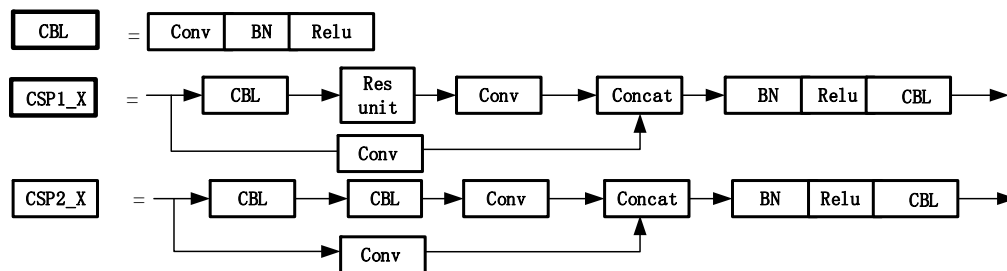 CBL = Conv BN Relu
CSP1_X = CBL Res unit Conv Concat BN Relu CBL
Conv
CSP2_X = CBL CBL Conv Concat BN Relu CBL
Conv